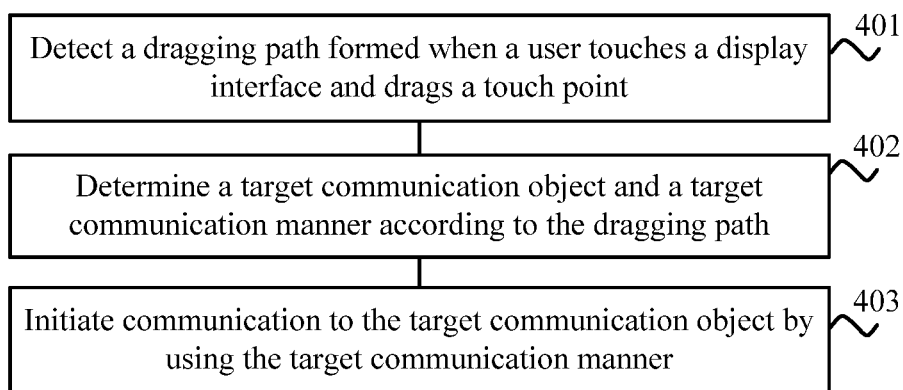 Detect a dragging path formed when a user touches a display
interface and drags a touch point
401
Determine a target communication object and a target
communication manner according to the dragging path
402
Initiate communication to the target communication object by
using the target communication manner
403